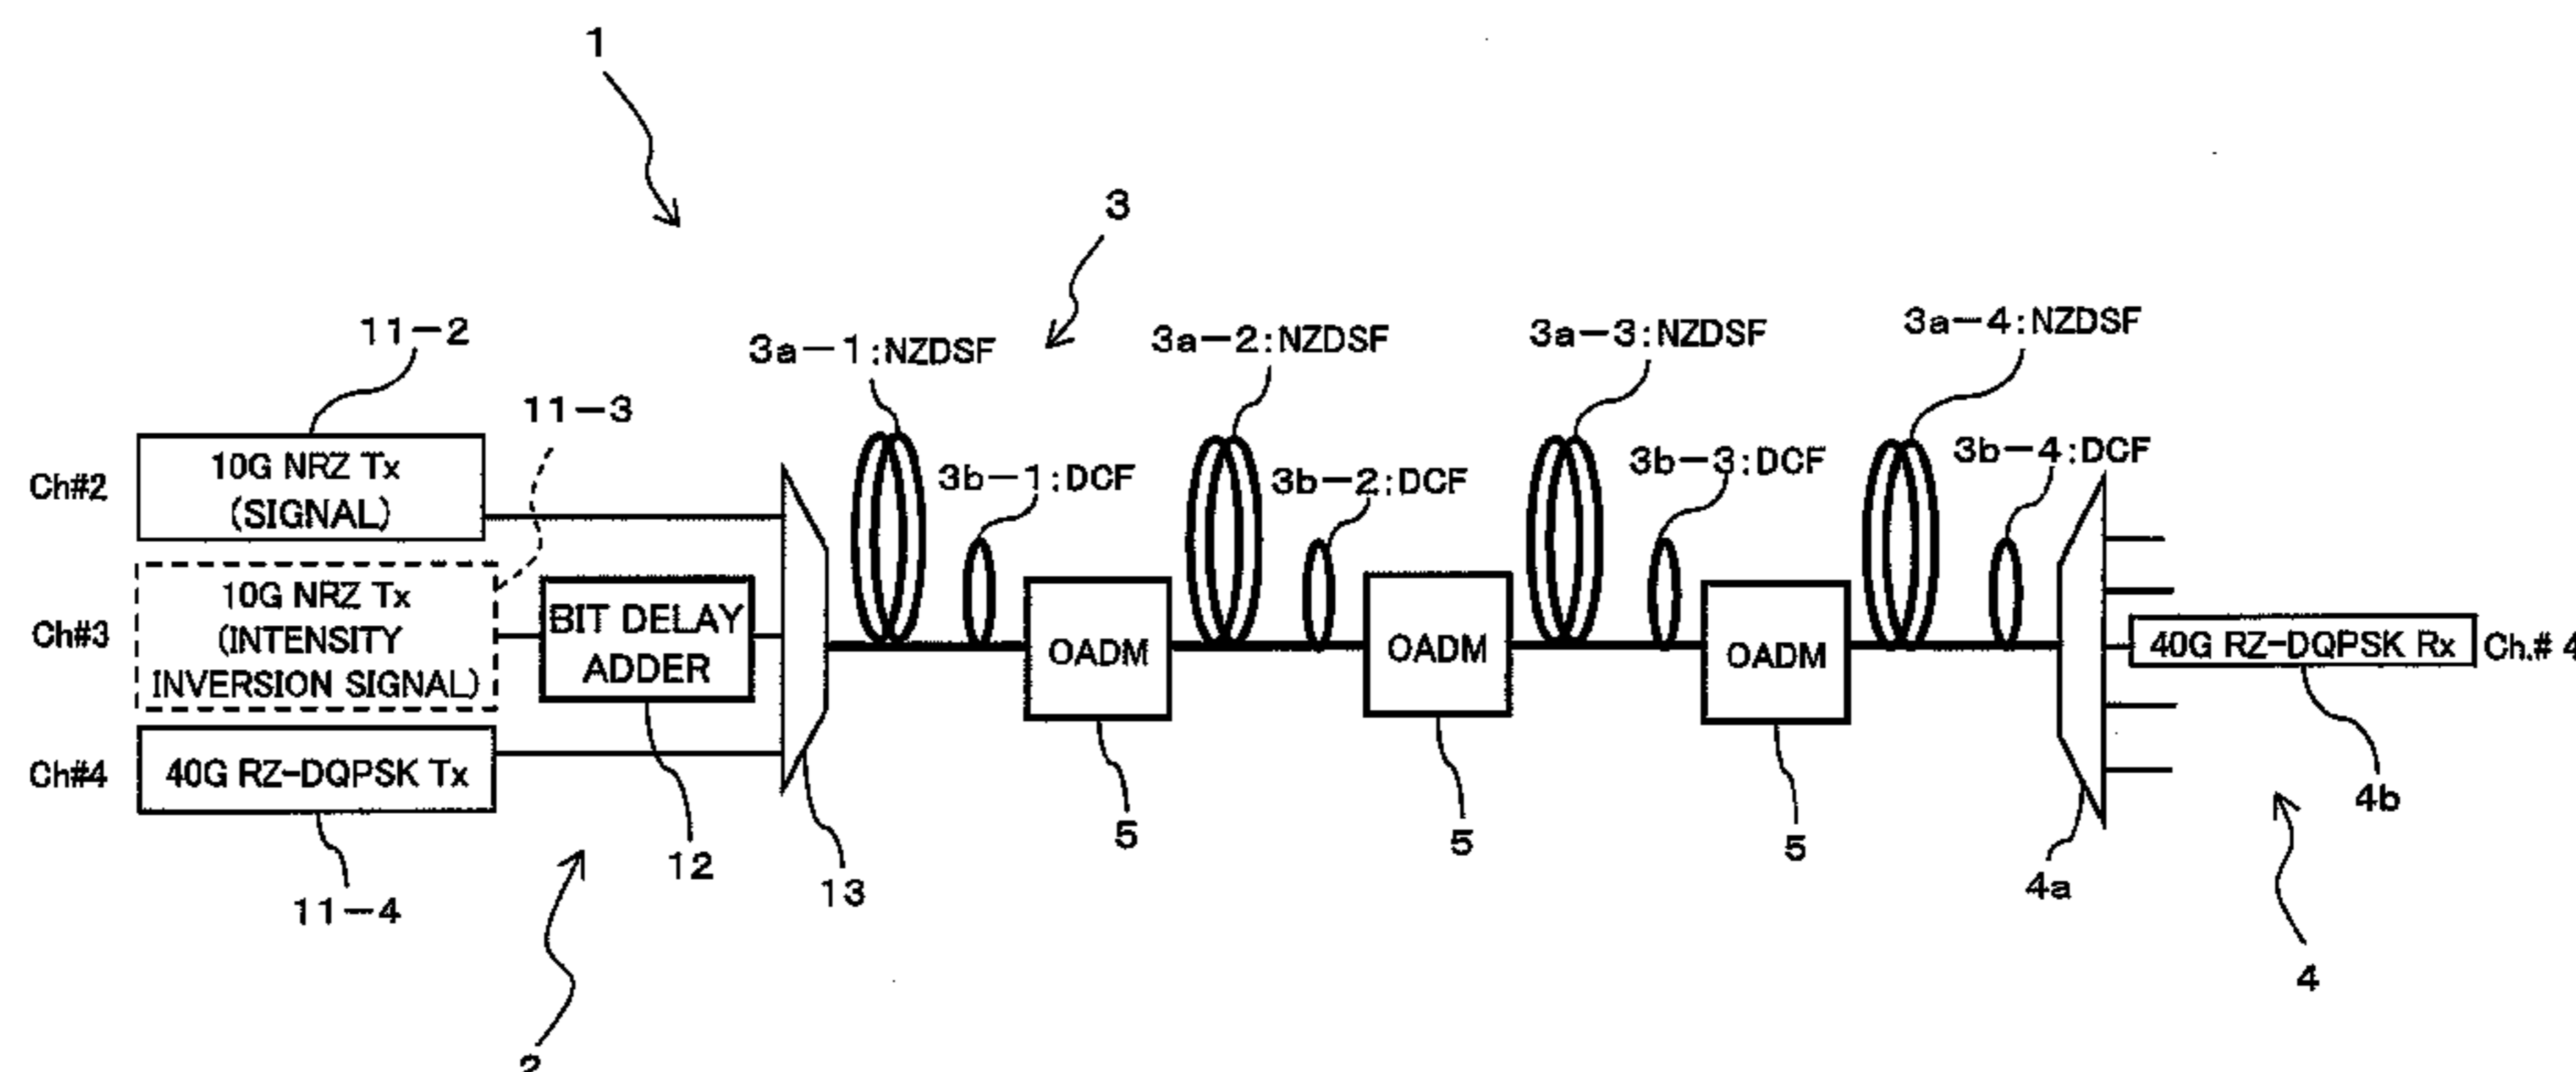 1
3
11-2
3a-1:NZDSF
3a-2:NZDSF
3a-3:NZDSF
3a-4:NZDSF
11-3
3b-1:DCF
3b-2:DCF
3b-3:DCF
3b-4:DCF
Ch#2
10G NRZ Tx
(SIGNAL)
Ch#3
10G NRZ Tx
(INTENSITY
INVERSION SIGNAL)
BIT DELAY
ADDER
OADM
OADM
OADM
40G RZ-DQPSK Rx
Ch.# 4
Ch#4
40G RZ-DQPSK Tx
11-4
12
13
5
5
5
4a
4b
4
2